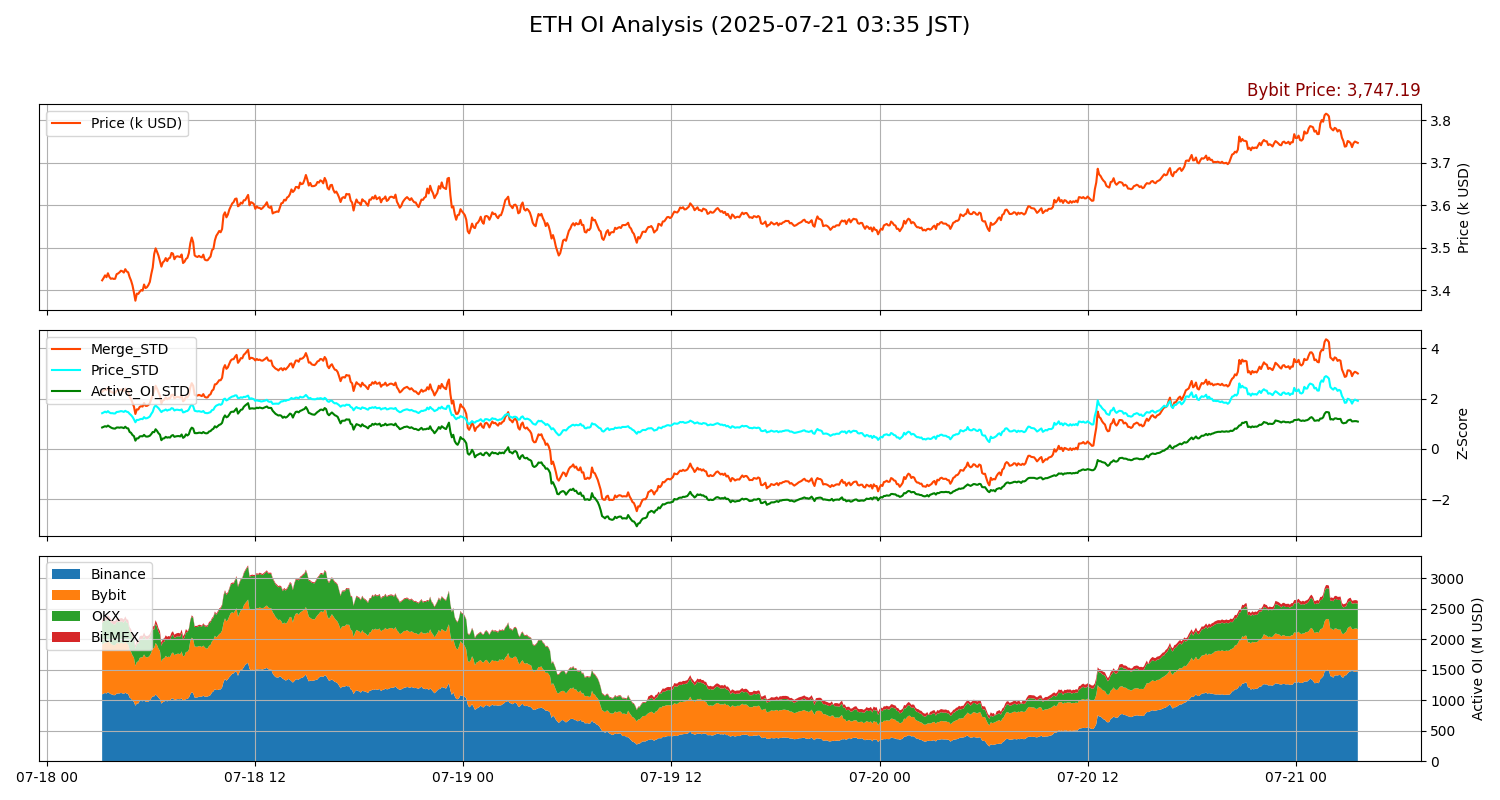 ETH OI Analysis (2025-07-21 03:35 JST)
Bybit Price: 3,747.19
Price (k USD)
3.8
3.7
3.6
3.5
3.4
Price (k USD)
Merge_STD
Price_STD
Active_OI_STD
4
2
0
−2
Z-Score
Binance
Bybit
OKX
BitMEX
3000
2500
2000
1500
1000
500
0
Active OI (M USD)
07-18 00
07-18 12
07-19 00
07-19 12
07-20 00
07-20 12
07-21 00